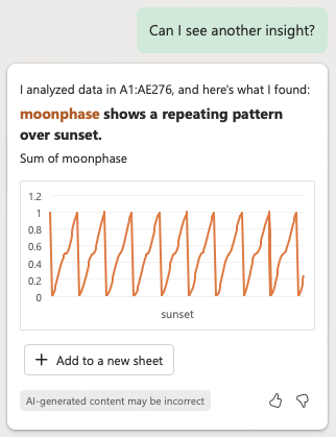 Can I see another insight?
I analyzed data in A1:AE276, and here's what I found:
moonphase shows a repeating pattern
over sunset.
Sum of moonphase
1.2
1
0.8
0.6
0.4
0.2
0
sunset
+ Add to a new sheet
AI-generated content may be incorrect